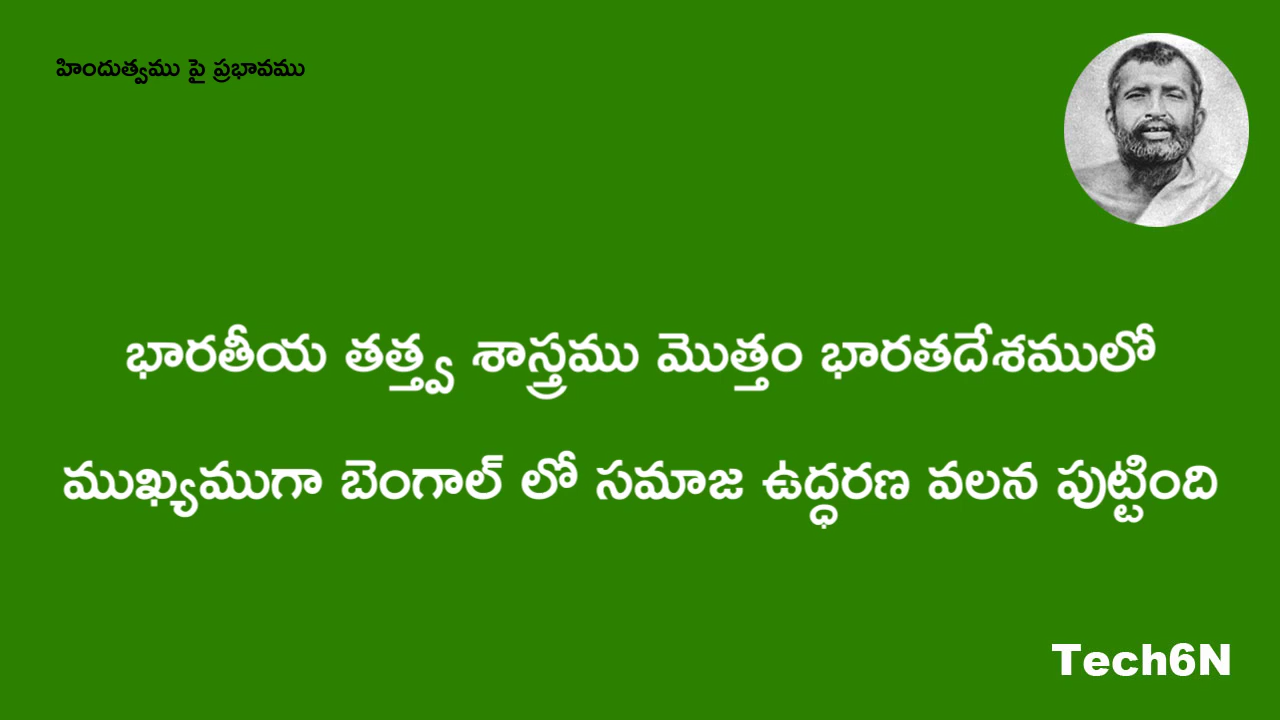 హిందుత్వము పై ప్రభావము
భారతీయ తత్త్వ శాస్త్రము మొత్తం భారతదేశములో
ముఖ్యముగా బెంగాల్ లో సమాజ ఉద్ధరణ వలన పుట్టింది
Tech6N